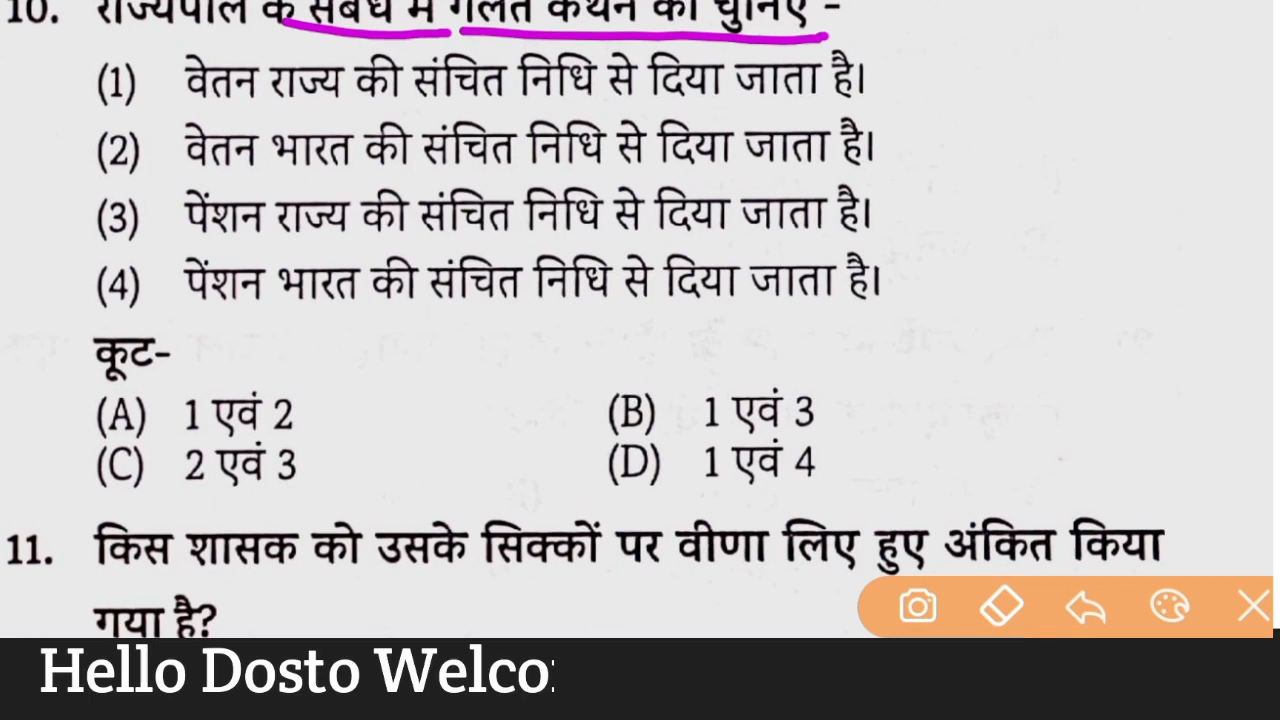 10. राज्यपाल के संबंध में गलत कथन को चुनिए -
(1) वेतन राज्य की संचित निधि से दिया जाता है।
(2) वेतन भारत की संचित निधि से दिया जाता है।
(3) पेंशन राज्य की संचित निधि से दिया जाता है।
(4) पेंशन भारत की संचित निधि से दिया जाता है।
कूट-
(A) 1 एवं 2 (B) 1 एवं 3
(C) 2 एवं 3 (D) 1 एवं 4
11. किस शासक को उसके सिक्कों पर वीणा लिए हुए अंकित किया
गया है?
Hello Dosto Welco